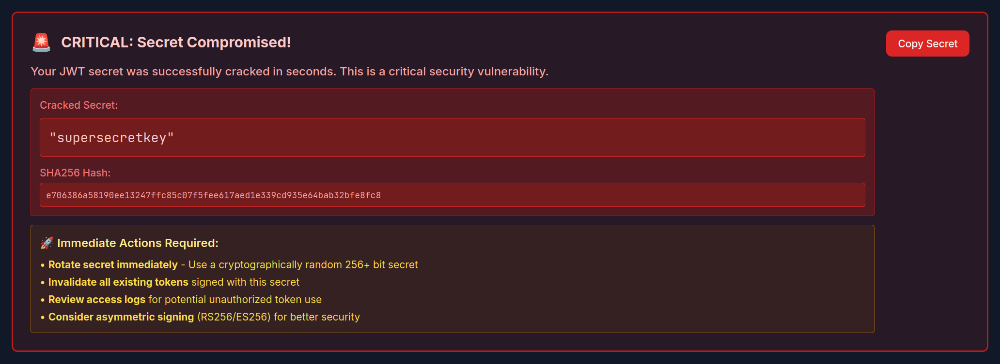 🚨 CRITICAL: Secret Compromised!
Copy Secret
Your JWT secret was successfully cracked in seconds. This is a critical security vulnerability.
Cracked Secret:
"supersecretkey"
SHA256 Hash:
e706386a58190ee13247ffc85c07f5fee617aed1e339cd935e64bab32bfe8fc8
🚀 Immediate Actions Required:
• Rotate secret immediately - Use a cryptographically random 256+ bit secret
• Invalidate all existing tokens signed with this secret
• Review access logs for potential unauthorized token use
• Consider asymmetric signing (RS256/ES256) for better security